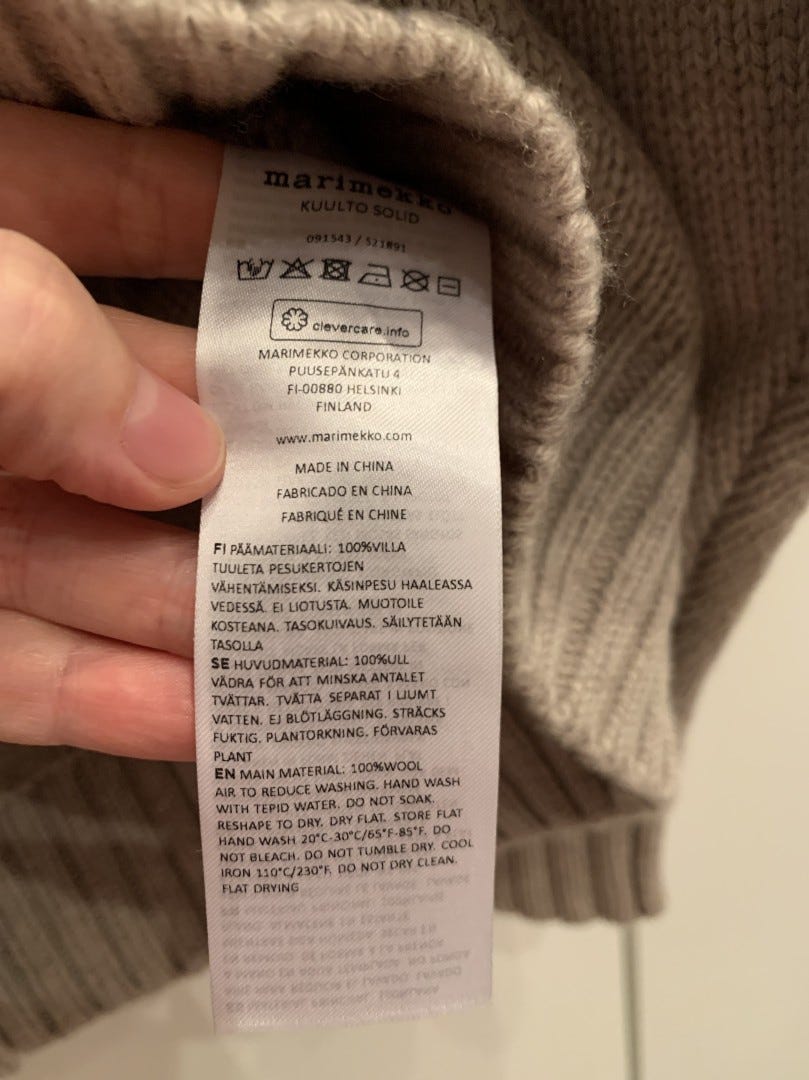 marimekko
KUULTO SOLID
091543 / 521891
clevercare.info
MARIMEKKO CORPORATION
PUUSEPÄNKATU 4
FI-00880 HELSINKI
FINLAND
www.marimekko.com
MADE IN CHINA
FABRICADO EN CHINA
FABRIQUÉ EN CHINE
FI PÄÄMATERIAALI: 100%VILLA
TUULETA PESUKERTOJEN
VÄHENTÄMISEKSI. KÄSINPESU HAALEASSA
VEDESSÄ. EI LIOTUSTA. MUOTOILE
KOSTEANA. TASOKUIVAUS. SÄILYTETÄÄN
TASOLLA
SE HUVUDMATERIAL: 100%ULL
VÄDRA FÖR ATT MINSKA ANTALET
TVÄTTAR. TVÄTTA SEPARAT I LJUMT
VATTEN. EJ BLÖTLÄGGNING. STRÄCKS
FUKTIG. PLANTORKNING. FÖRVARAS
PLANT
EN MAIN MATERIAL: 100%WOOL
AIR TO REDUCE WASHING. HAND WASH
WITH TEPID WATER. DO NOT SOAK.
RESHAPE TO DRY. DRY FLAT. STORE FLAT
HAND WASH 20°C-30°C/65°F-85°F. DO
NOT BLEACH. DO NOT TUMBLE DRY. COOL
IRON 110°C/230°F. DO NOT DRY CLEAN.
FLAT DRYING